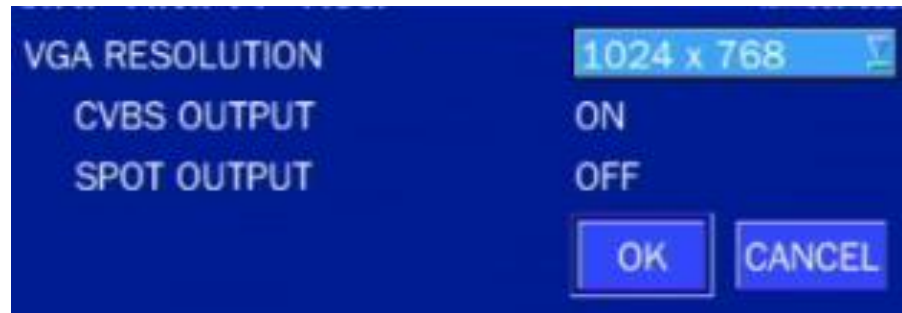 VGA RESOLUTION 1024 x 768
CVBS OUTPUT ON
SPOT OUTPUT OFF
OK CANCEL